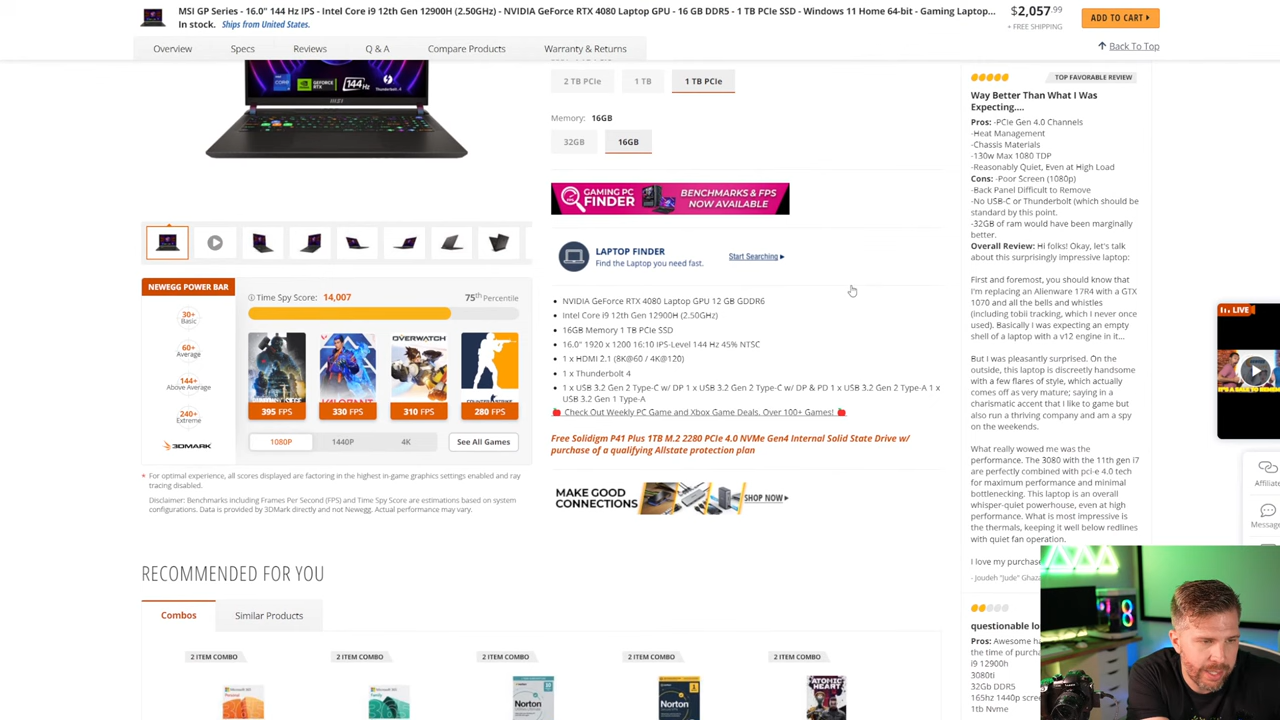 MSI GP Series - 16.0" 144 Hz IPS - Intel Core i9 12th Gen 12900H (2.50GHz) - NVIDIA GeForce RTX 4080 Laptop GPU - 16 GB DDR5 - 1 TB PCIe SSD - Windows 11 Home 64-bit - Gaming Laptop...
In stock. Ships from United States.
$2,057.99
+ FREE SHIPPING
ADD TO CART
Overview
Specs
Reviews
Q & A
Compare Products
Warranty & Returns
Back To Top
2 TB PCIe
1 TB
1 TB PCIe
Memory: 16GB
32GB
16GB
GEFORCE RTX
144Hz
msi
GAMING PC FINDER
BENCHMARKS & FPS NOW AVAILABLE
LAPTOP FINDER
Find the Laptop you need fast.
Start Searching
NEWEGG POWER BAR
30+
Basic
60+
Average
144+
Above Average
240+
Extreme
3DMARK
Time Spy Score: 14,007
75th Percentile
VALORANT
OVERWATCH
COUNTER STRIKE
395 FPS
330 FPS
310 FPS
280 FPS
1080P
1440P
4K
See All Games
* For optimal experience, all scores displayed are factoring in the highest in-game graphics settings enabled and ray
tracing disabled.
Disclaimer: Benchmarks including Frames Per Second (FPS) and Time Spy Score are estimations based on system
configurations. Data is provided by 3DMark directly and not Newegg. Actual performance may vary.
NVIDIA GeForce RTX 4080 Laptop GPU 12 GB GDDR6
Intel Core i9 12th Gen 12900H (2.50GHz)
16GB Memory 1 TB PCIe SSD
16.0" 1920 x 1200 16:10 IPS-Level 144 Hz 45% NTSC
1 x HDMI 2.1 (8K@60 / 4K@120)
1 x Thunderbolt 4
1 x USB 3.2 Gen 2 Type-C w/ DP 1 x USB 3.2 Gen 2 Type-C w/ DP & PD 1 x USB 3.2 Gen 2 Type-A 1 x
USB 3.2 Gen 1 Type-A
Check Out Weekly PC Game and Xbox Game Deals, Over 100+ Games!
Free Solidigm P41 Plus 1TB M.2 2280 PCIe 4.0 NVMe Gen4 Internal Solid State Drive w/
purchase of a qualifying Allstate protection plan
MAKE GOOD
CONNECTIONS
SHOP NOW
RECOMMENDED FOR YOU
Combos
Similar Products
2 ITEM COMBO
2 ITEM COMBO
2 ITEM COMBO
2 ITEM COMBO
2 ITEM COMBO
Norton
Norton
ATOMIC HEART
TOP FAVORABLE REVIEW
Way Better Than What I Was
Expecting....
Pros: -PCIe Gen 4.0 Channels
-Heat Management
-Chassis Materials
-130w Max 1080 TDP
-Reasonably Quiet, Even at High Load
Cons: -Poor Screen (1080p)
-Back Panel Difficult to Remove
-No USB-C or Thunderbolt (which should be
standard by this point.
-32GB of ram would have been marginally
better.
Overall Review: Hi folks! Okay, let's talk
about this surprisingly impressive laptop:
First and foremost, you should know that
I'm replacing an Alienware 17R4 with a GTX
1070 and all the bells and whistles
(including tobii tracking, which I never once
used). Basically I was expecting an empty
shell of a laptop with a v12 engine in it...
But I was pleasantly surprised. On the
outside, this laptop is discreetly handsome
with a few flares of style, which actually
comes off as very mature; saying in a
charismatic accent that I like to game but
also run a thriving company and am a spy
on the weekends.
What really wowed me was the
performance. The 3080 with the 11th gen i7
are perfectly combined with pci-e 4.0 tech
for maximum performance and minimal
bottlenecking. This laptop is an overall
whisper-quiet powerhouse, even at high
performance. What is most impressive is
the thermals, keeping it well below redlines
with quiet fan operation.
I love my purchase
- Joudeh "Jude" Ghaza
questionable lo
Pros: Awesome ha
the time of purcha
i9 12900h
3080ti
32Gb DDR5
165hz 1440p scree
1tb Nvme
LIVE
Affiliate
Message